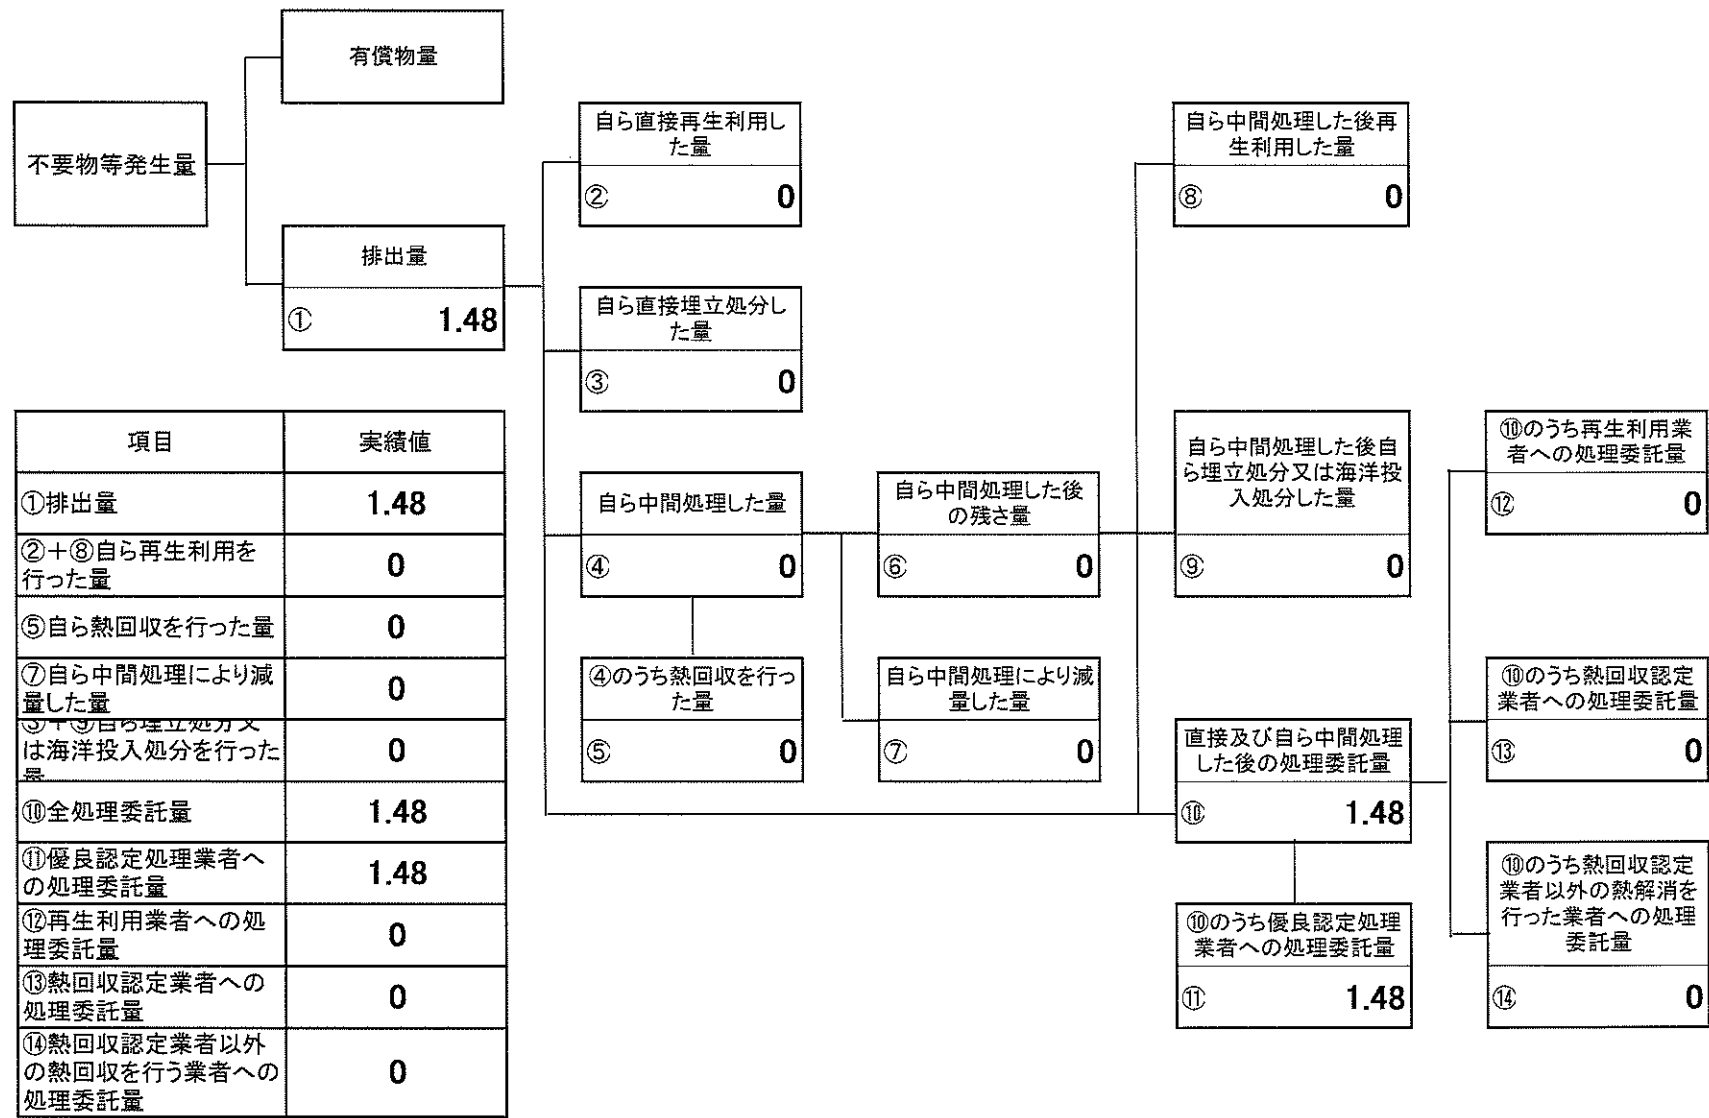 有償物量
不要物等発生量
排出量
① 1.48
自ら直接再生利用し
た量
② 0
自ら直接埋立処分し
た量
③ 0
自ら中間処理した量
④ 0
④のうち熱回収を行っ
た量
⑤ 0
自ら中間処理した後
の残さ量
⑥ 0
自ら中間処理により減
量した量
⑦ 0
自ら中間処理した後再
生利用した量
⑧ 0
自ら中間処理した後自
ら埋立処分又は海洋投
入処分した量
⑨ 0
直接及び自ら中間処理
した後の処理委託量
⑩ 1.48
⑩のうち優良認定処理
業者への処理委託量
⑪ 1.48
⑩のうち再生利用業
者への処理委託量
⑫ 0
⑩のうち熱回収認定
業者への処理委託量
⑬ 0
⑩のうち熱回収認定
業者以外の熱解消を
行った業者への処理
委託量
⑭ 0
項目 実績値
①排出量 1.48
②+⑧自ら再生利用を
行った量 0
⑤自ら熱回収を行った量 0
⑦自ら中間処理により減
量した量 0
③+⑨自ら埋立処分又
は海洋投入処分を行った
量 0
⑩全処理委託量 1.48
⑪優良認定処理業者へ
の処理委託量 1.48
⑫再生利用業者への処
理委託量 0
⑬熱回収認定業者への
処理委託量 0
⑭熱回収認定業者以外
の熱回収を行う業者への
処理委託量 0